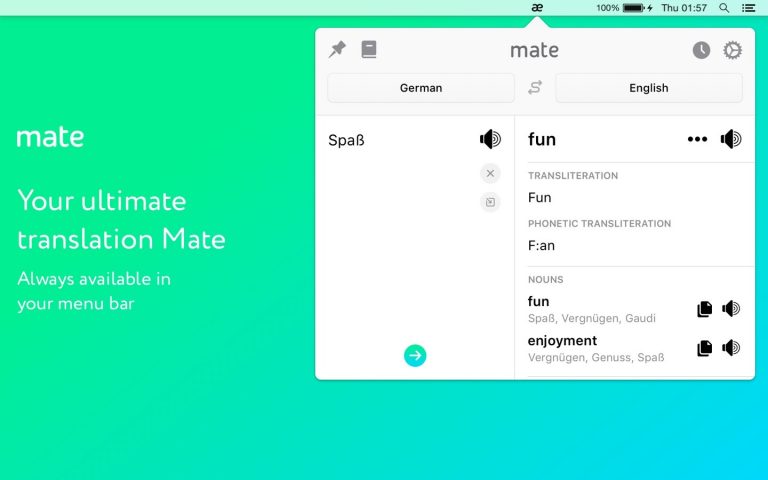 æ 100% Thu 01:57
mate
Your ultimate
translation Mate
Always available in
your menu bar
mate
German English
Spaß
fun
TRANSLITERATION
Fun
PHONETIC TRANSLITERATION
F:an
NOUNS
fun
Spaß, Vergnügen, Gaudi
enjoyment
Vergnügen, Genuss, Spaß